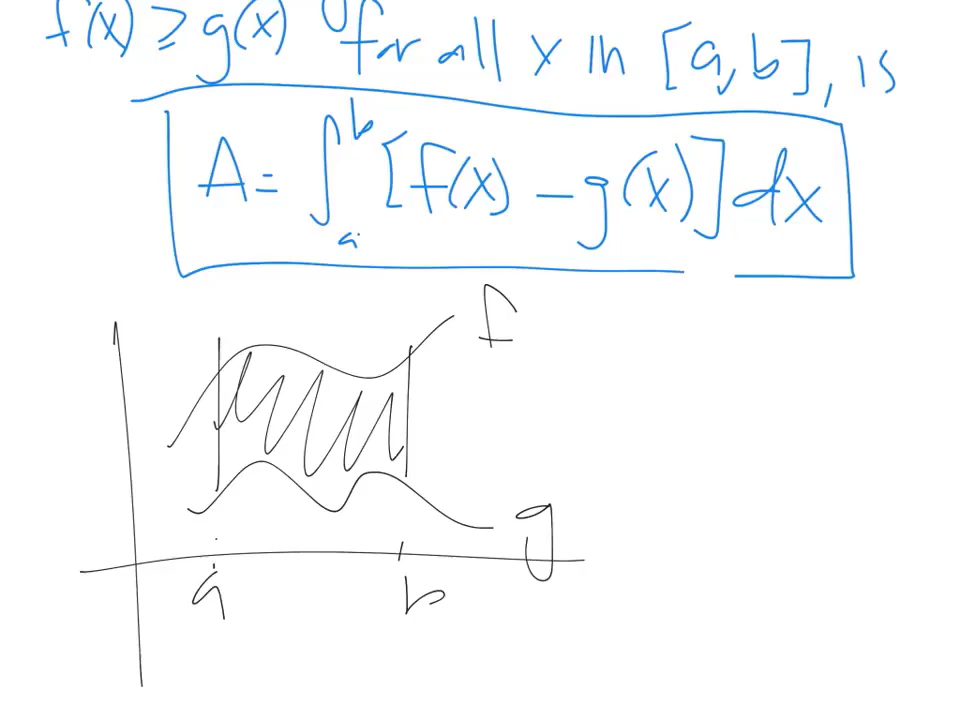 f(x) ≥ g(x) for all x in [a,b], is
A = ∫_a^b [f(x) - g(x)] dx
f
g
a b